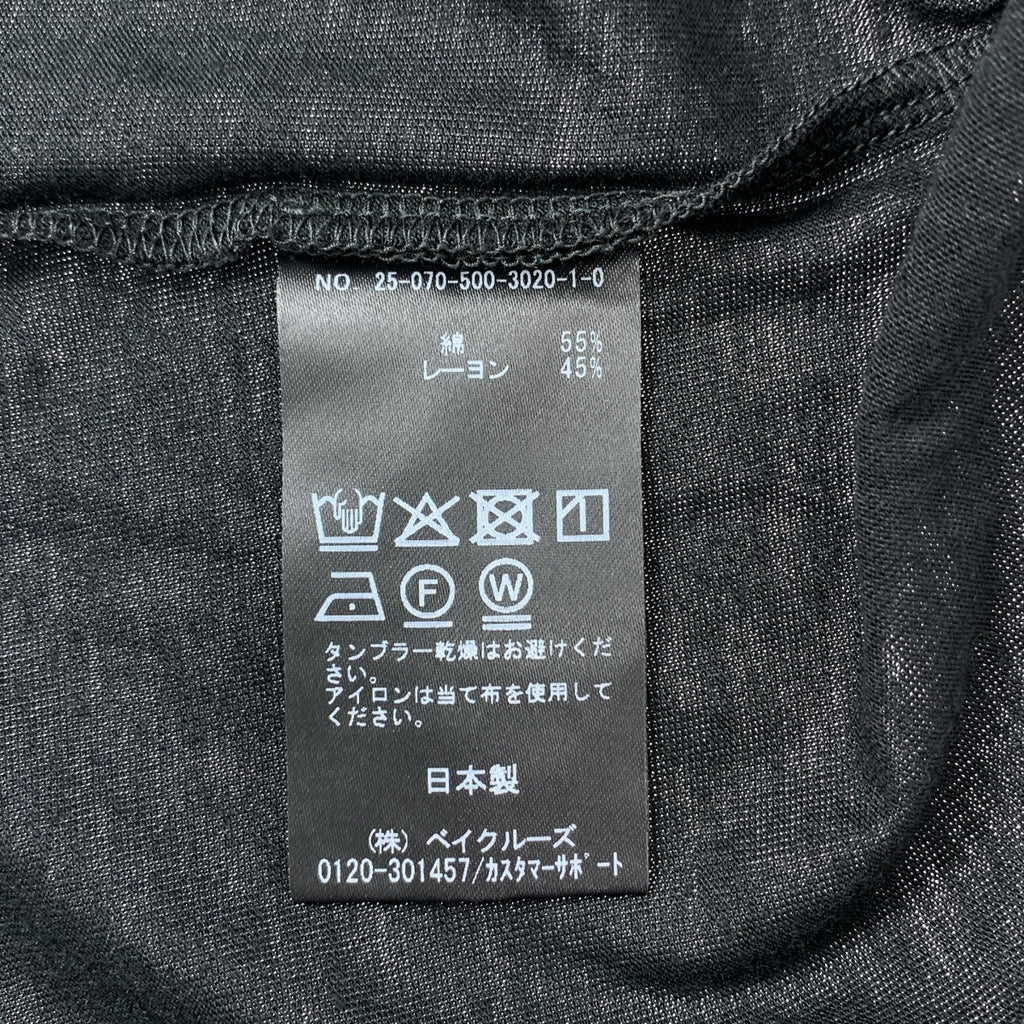 NO 25-070-500-3020-1-0
綿 55%
レーヨン 45%
F W
タンブラー乾燥はお避けくだ
さい。
アイロンは当て布を使用して
ください。
日本製
(株) ベイクルーズ
0120-301457/カスタマーサポート